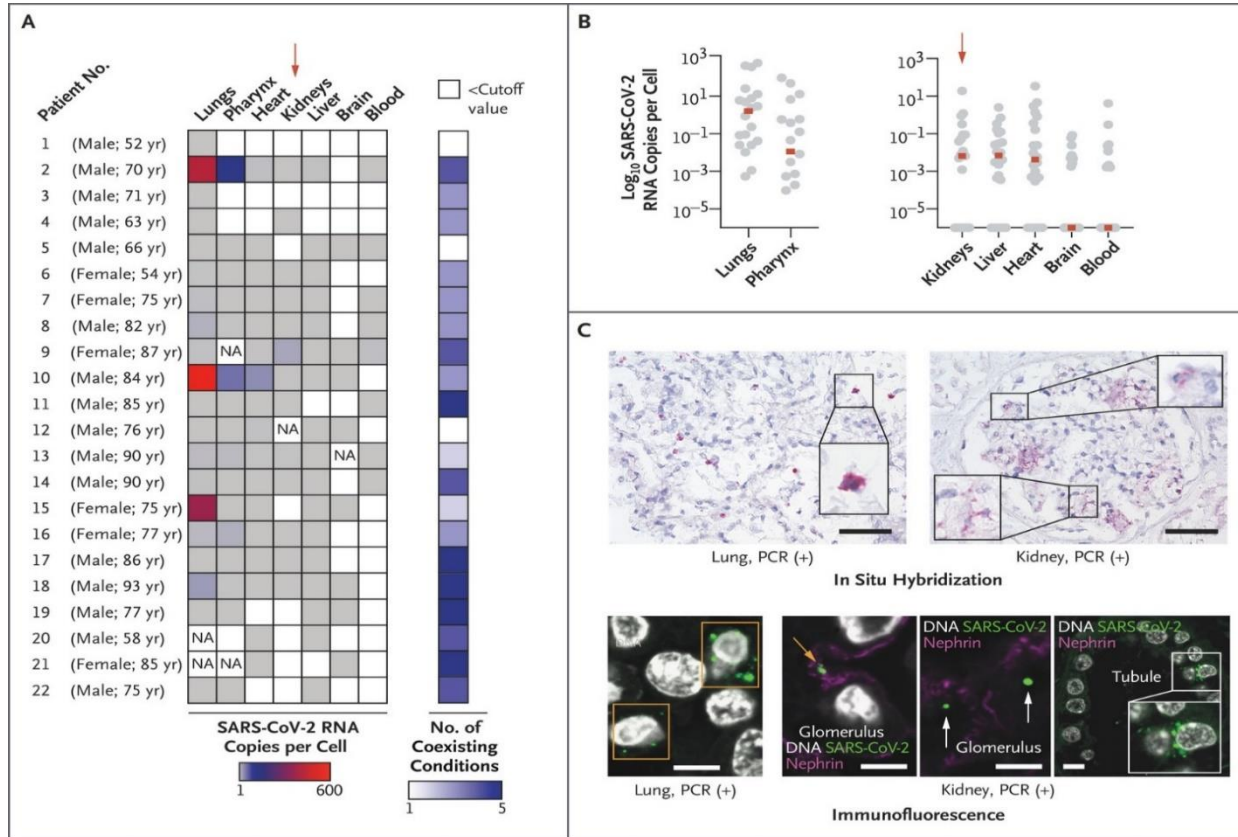 A
Patient No.
Lungs
Pharynx
Heart
Kidneys
Liver
Brain
Blood
<Cutoff
value
1 (Male; 52 yr)
2 (Male; 70 yr)
3 (Male; 71 yr)
4 (Male; 63 yr)
5 (Male; 66 yr)
6 (Female; 54 yr)
7 (Female; 75 yr)
8 (Male; 82 yr)
9 (Female; 87 yr) NA
10 (Male; 84 yr)
11 (Male; 85 yr)
12 (Male; 76 yr) NA
13 (Male; 90 yr) NA
14 (Male; 90 yr)
15 (Female; 75 yr)
16 (Female; 77 yr)
17 (Male; 86 yr)
18 (Male; 93 yr)
19 (Male; 77 yr)
20 (Male; 58 yr) NA
21 (Female; 85 yr) NA NA
22 (Male; 75 yr)
SARS-CoV-2 RNA
Copies per Cell
1 600
No. of
Coexisting
Conditions
1 5
B
Log₁₀ SARS-CoV-2
RNA Copies per Cell
10³
10¹
10⁻¹
10⁻³
10⁻⁵
Lungs
Pharynx
10³
10¹
10⁻¹
10⁻³
10⁻⁵
Kidneys
Liver
Heart
Brain
Blood
C
Lung, PCR (+)
Kidney, PCR (+)
In Situ Hybridization
Glomerulus
DNA SARS-CoV-2
Nephrin
DNA SARS-CoV-2
Nephrin
Glomerulus
DNA SARS-CoV-2
Nephrin
Tubule
Lung, PCR (+)
Kidney, PCR (+)
Immunofluorescence